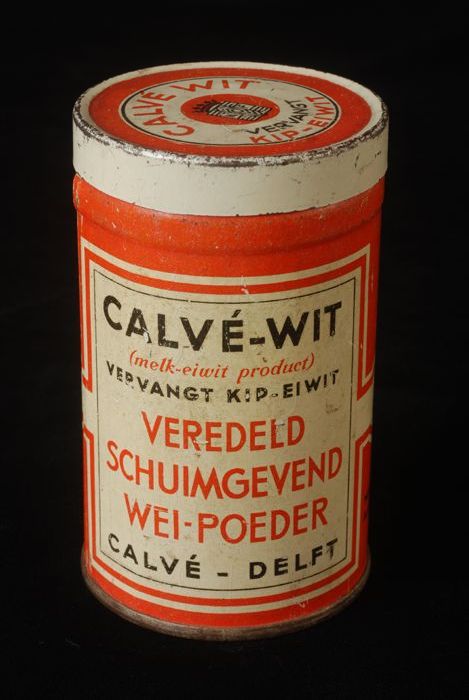 CALVÉ WIT
VERVANGT
KIP-EIWIT
CALVÉ-WIT
(melk-eiwit product)
VERVANGT KIP-EIWIT
VEREDELD
SCHUIMGEVEND
WEI-POEDER
CALVÉ - DELFT